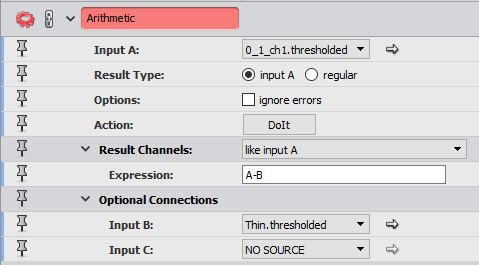 Arithmetic
Input A: 0_1_ch1.thresholded
Result Type: input A regular
Options: ignore errors
Action: DoIt
Result Channels: like input A
Expression: A-B
Optional Connections
Input B: Thin.thresholded
Input C: NO SOURCE